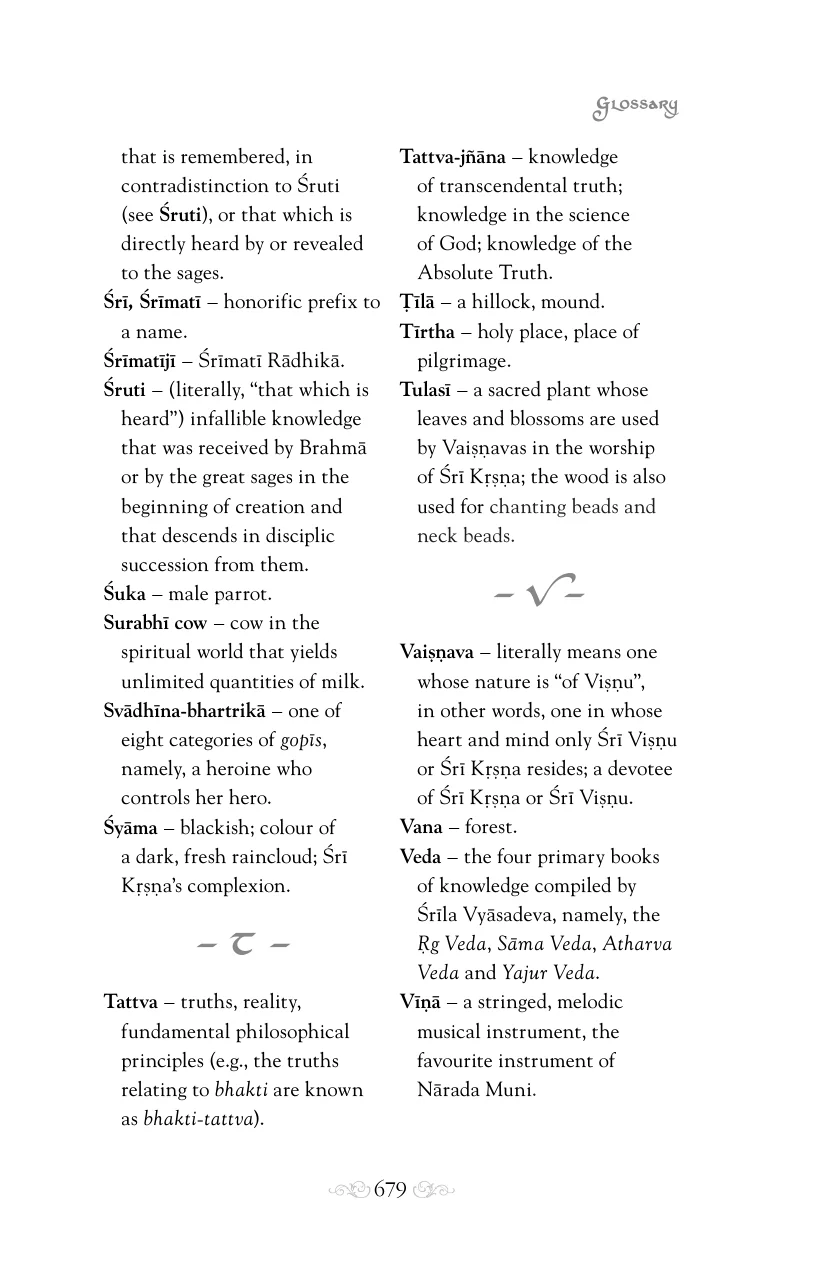 Glossary
that is remembered, in
contradistinction to Śruti
(see Śruti), or that which is
directly heard by or revealed
to the sages.
Śrī, Śrīmatī – honorific prefix to
a name.
Śrīmatījī – Śrīmatī Rādhikā.
Śruti – (literally, “that which is
heard”) infallible knowledge
that was received by Brahmā
or by the great sages in the
beginning of creation and
that descends in disciplic
succession from them.
Śuka – male parrot.
Surabhī cow – cow in the
spiritual world that yields
unlimited quantities of milk.
Svādhīna-bhartrikā – one of
eight categories of gopīs,
namely, a heroine who
controls her hero.
Śyāma – blackish; colour of
a dark, fresh raincloud; Śrī
Kṛṣṇa’s complexion.
– T –
Tattva – truths, reality,
fundamental philosophical
principles (e.g., the truths
relating to bhakti are known
as bhakti-tattva).
Tattva-jñāna – knowledge
of transcendental truth;
knowledge in the science
of God; knowledge of the
Absolute Truth.
Ṭīlā – a hillock, mound.
Tīrtha – holy place, place of
pilgrimage.
Tulasī – a sacred plant whose
leaves and blossoms are used
by Vaiṣṇavas in the worship
of Śrī Kṛṣṇa; the wood is also
used for chanting beads and
neck beads.
– V –
Vaiṣṇava – literally means one
whose nature is “of Viṣṇu”,
in other words, one in whose
heart and mind only Śrī Viṣṇu
or Śrī Kṛṣṇa resides; a devotee
of Śrī Kṛṣṇa or Śrī Viṣṇu.
Vana – forest.
Veda – the four primary books
of knowledge compiled by
Śrīla Vyāsadeva, namely, the
Ṛg Veda, Sāma Veda, Atharva
Veda and Yajur Veda.
Vīṇā – a stringed, melodic
musical instrument, the
favourite instrument of
Nārada Muni.
679